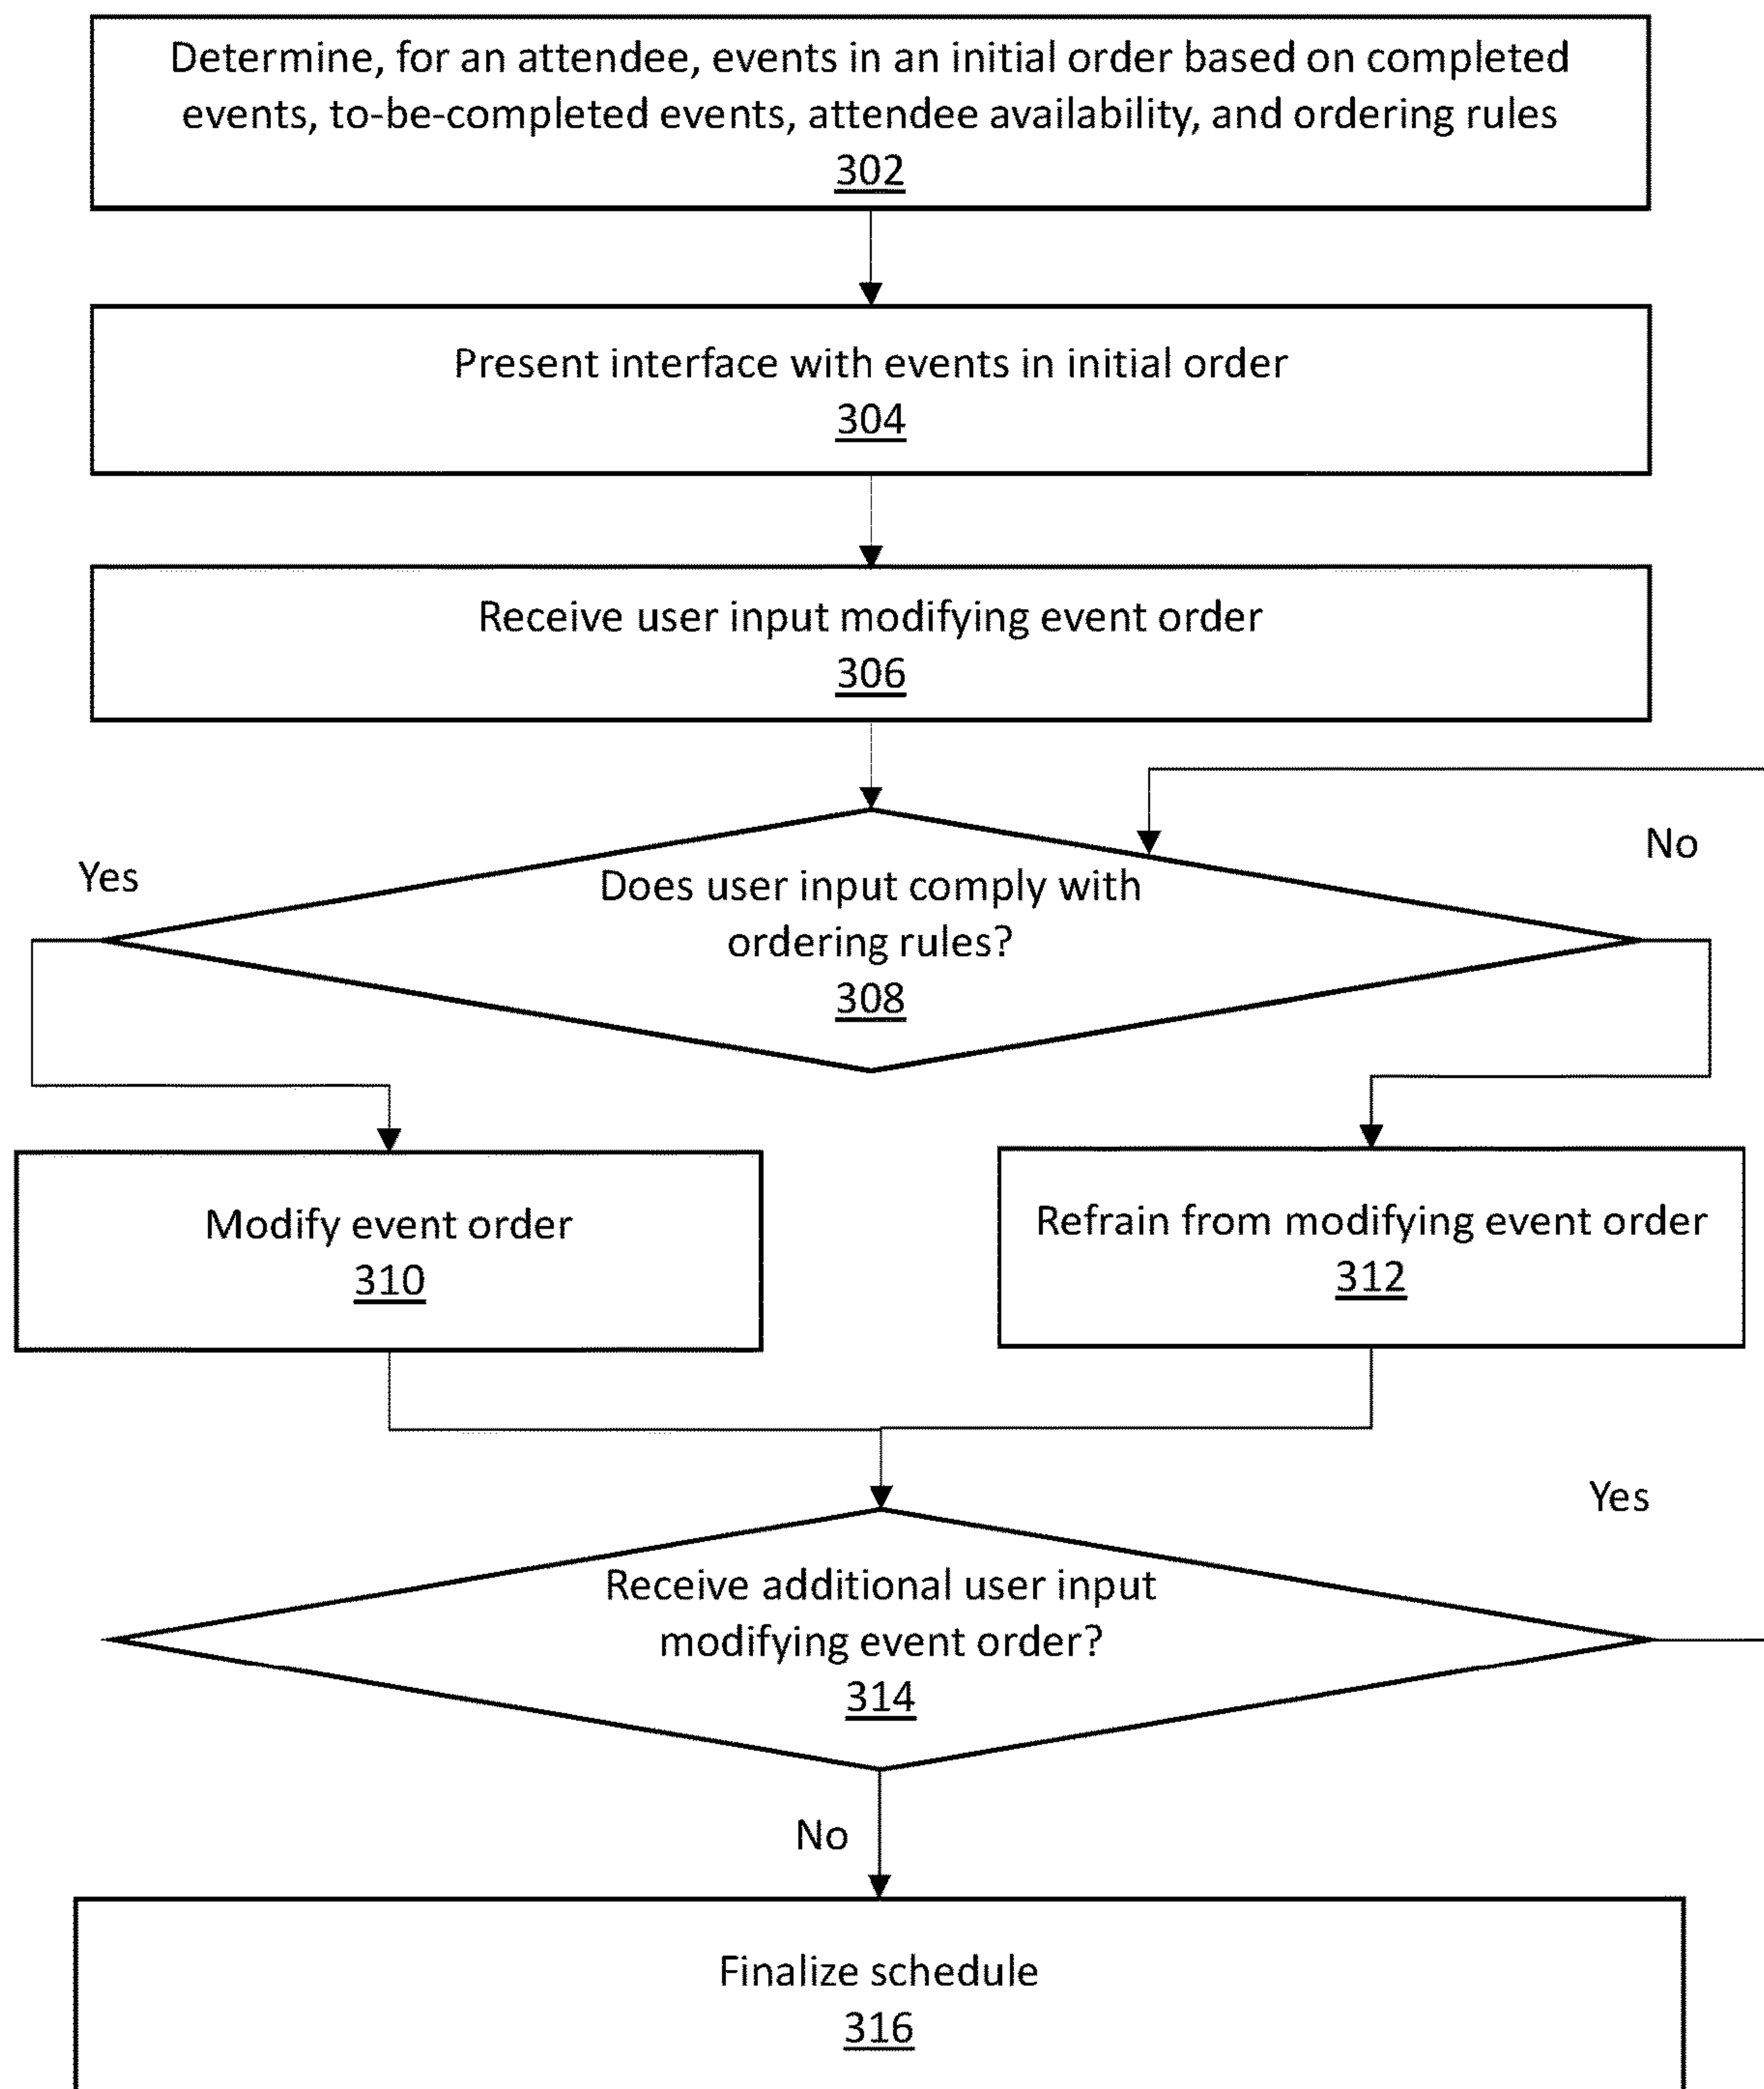 Determine, for an attendee, events in an initial order based on completed
events, to-be-completed events, attendee availability, and ordering rules
302
Present interface with events in initial order
304
Receive user input modifying event order
306
No
Yes
Does user input comply with
ordering rules?
308
Modify event order
310
Refrain from modifying event order
312
Yes
Receive additional user input
modifying event order?
314
No
Finalize schedule
316